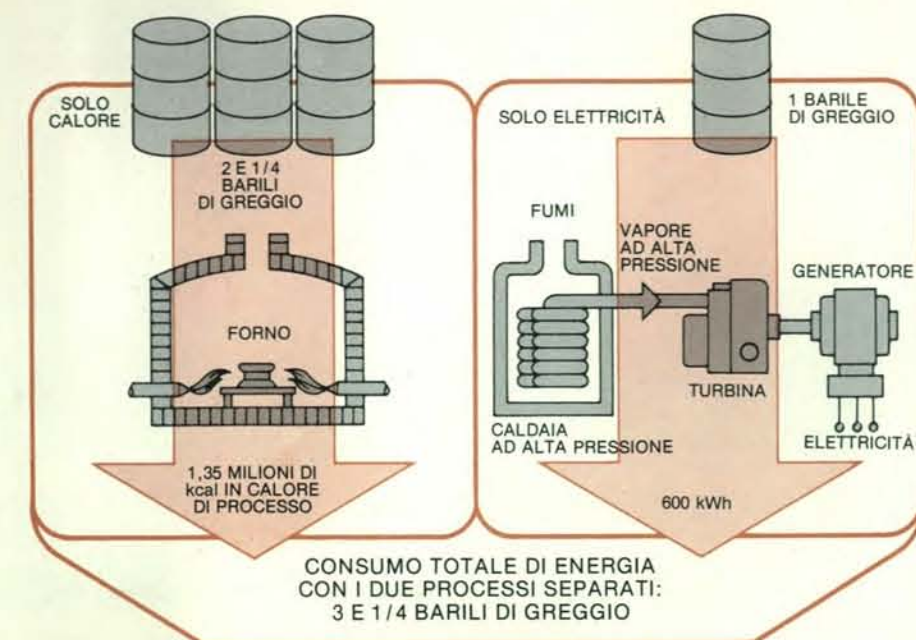 SOLO
CALORE
2 E 1/4
BARILI
DI GREGGIO
FORNO
1,35 MILIONI DI
kcal IN CALORE
DI PROCESSO
SOLO ELETTRICITÀ
1 BARILE
DI GREGGIO
FUMI
VAPORE
AD ALTA
PRESSIONE
GENERATORE
TURBINA
CALDAIA
AD ALTA PRESSIONE
ELETTRICITÀ
600 kWh
CONSUMO TOTALE DI ENERGIA
CON I DUE PROCESSI SEPARATI:
3 E 1/4 BARILI DI GREGGIO